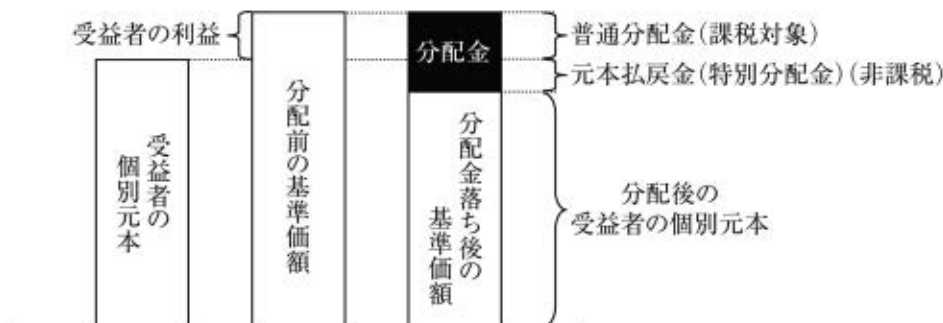 受益者の利益
分配金
普通分配金(課税対象)
元本払戻金(特別分配金)(非課税)
受益者の
個別元本
分配前の基準価額
分配金落ち後の
基準価額
分配後の
受益者の個別元本